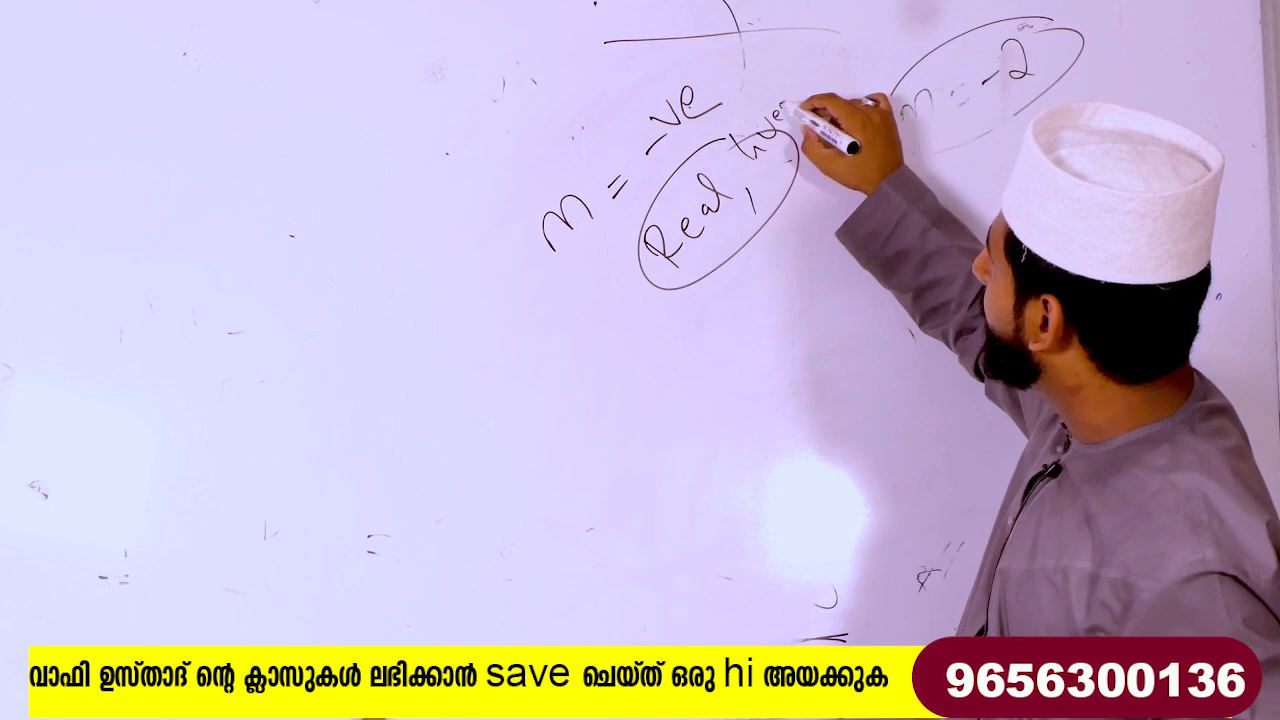 m = -2
m = -ve
Real,
വാഫി ഉസ്താദ് ന്റെ ക്ലാസുകൾ ലഭിക്കാൻ save ചെയ്ത് ഒരു hi അയക്കുക
9656300136